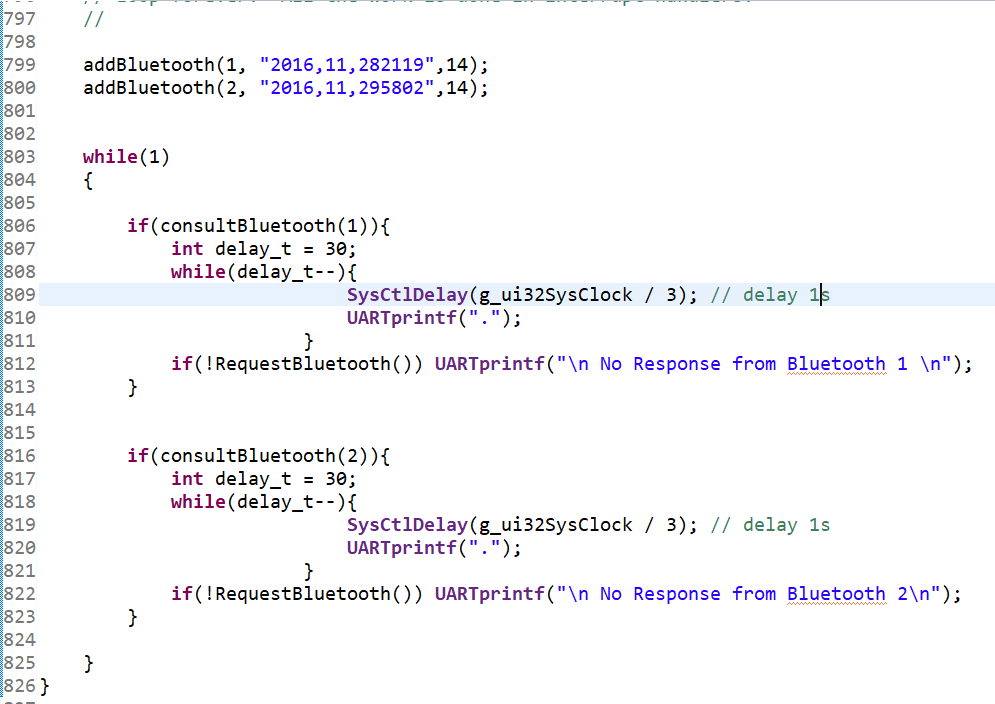 797 //
798
799 addBluetooth(1, "2016,11,282119",14);
800 addBluetooth(2, "2016,11,295802",14);
801
802
803 while(1)
804 {
805
806 if(consultBluetooth(1)){
807 int delay_t = 30;
808 while(delay_t--){
809 SysCtlDelay(g_ui32SysClock / 3); // delay 1s
810 UARTprintf(".");
811 }
812 if(!RequestBluetooth()) UARTprintf("\n No Response from Bluetooth 1 \n");
813 }
814
815
816 if(consultBluetooth(2)){
817 int delay_t = 30;
818 while(delay_t--){
819 SysCtlDelay(g_ui32SysClock / 3); // delay 1s
820 UARTprintf(".");
821 }
822 if(!RequestBluetooth()) UARTprintf("\n No Response from Bluetooth 2\n");
823 }
824
825 }
826 }